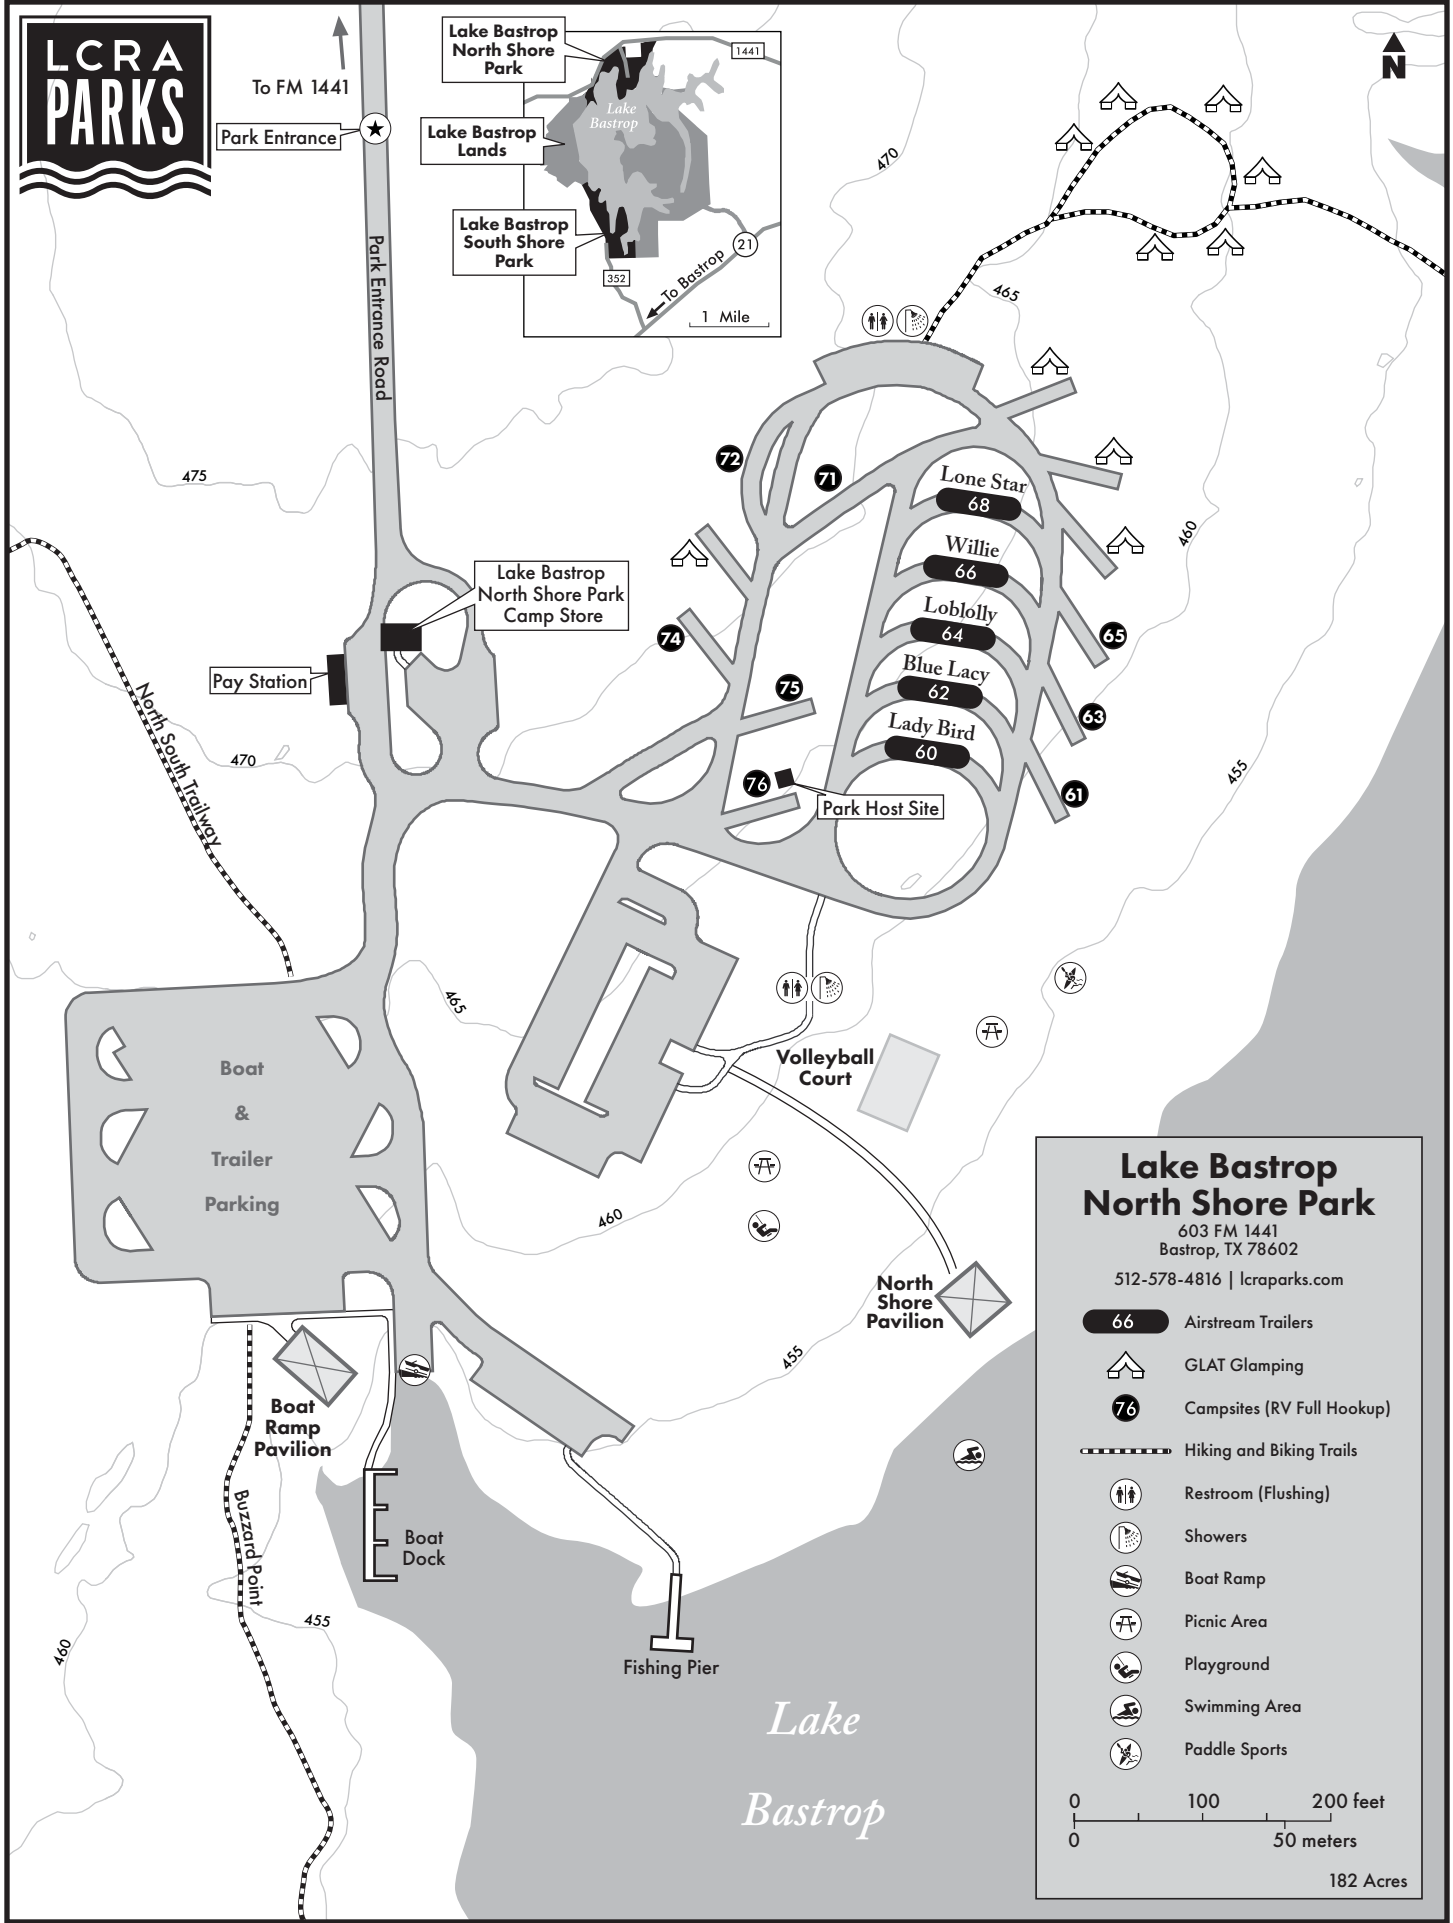 LCRA
PARKS
To FM 1441
Park Entrance
Park Entrance Road
Lake Bastrop
North Shore
Park
Lake Bastrop
Lands
Lake Bastrop
South Shore
Park
Lake
Bastrop
1441
21
352
To Bastrop
1 Mile
N
470
465
475
460
72
71
Lone Star
68
Willie
66
Loblolly
64
Blue Lacy
62
Lady Bird
60
65
63
61
74
75
76
Park Host Site
Lake Bastrop
North Shore Park
Camp Store
Pay Station
North South Trailway
470
455
465
Boat
&
Trailer
Parking
Volleyball
Court
460
455
North
Shore
Pavilion
Boat
Ramp
Pavilion
Buzzard Point
Boat
Dock
455
460
Fishing Pier
Lake
Bastrop
Lake Bastrop
North Shore Park
603 FM 1441
Bastrop, TX 78602
512-578-4816 | lcraparks.com
66 Airstream Trailers
GLAT Glamping
76 Campsites (RV Full Hookup)
Hiking and Biking Trails
Restroom (Flushing)
Showers
Boat Ramp
Picnic Area
Playground
Swimming Area
Paddle Sports
0 100 200 feet
0 50 meters
182 Acres